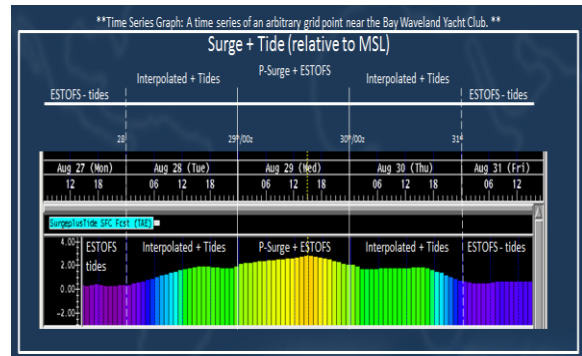 **Time Series Graph: A time series of an arbitrary grid point near the Bay Waveland Yacht Club. **
Surge + Tide (relative to MSL)
ESTOFS - tides Interpolated + Tides P-Surge + ESTOFS Interpolated + Tides ESTOFS - tides
28 29th/00z 30th/00z 31st
Aug 27 (Mon) Aug 28 (Tue) Aug 29 (Wed) Aug 30 (Thu) Aug 31 (Fri)
12 18 06 12 18 06 12 18 06 12 18 06 12
SurgeplusTide SFC Fcst (TAE)
4.00 ESTOFS Interpolated + Tides P-Surge + ESTOFS Interpolated + Tides ESTOFS - tides
tides
2.00
0.00
-2.00